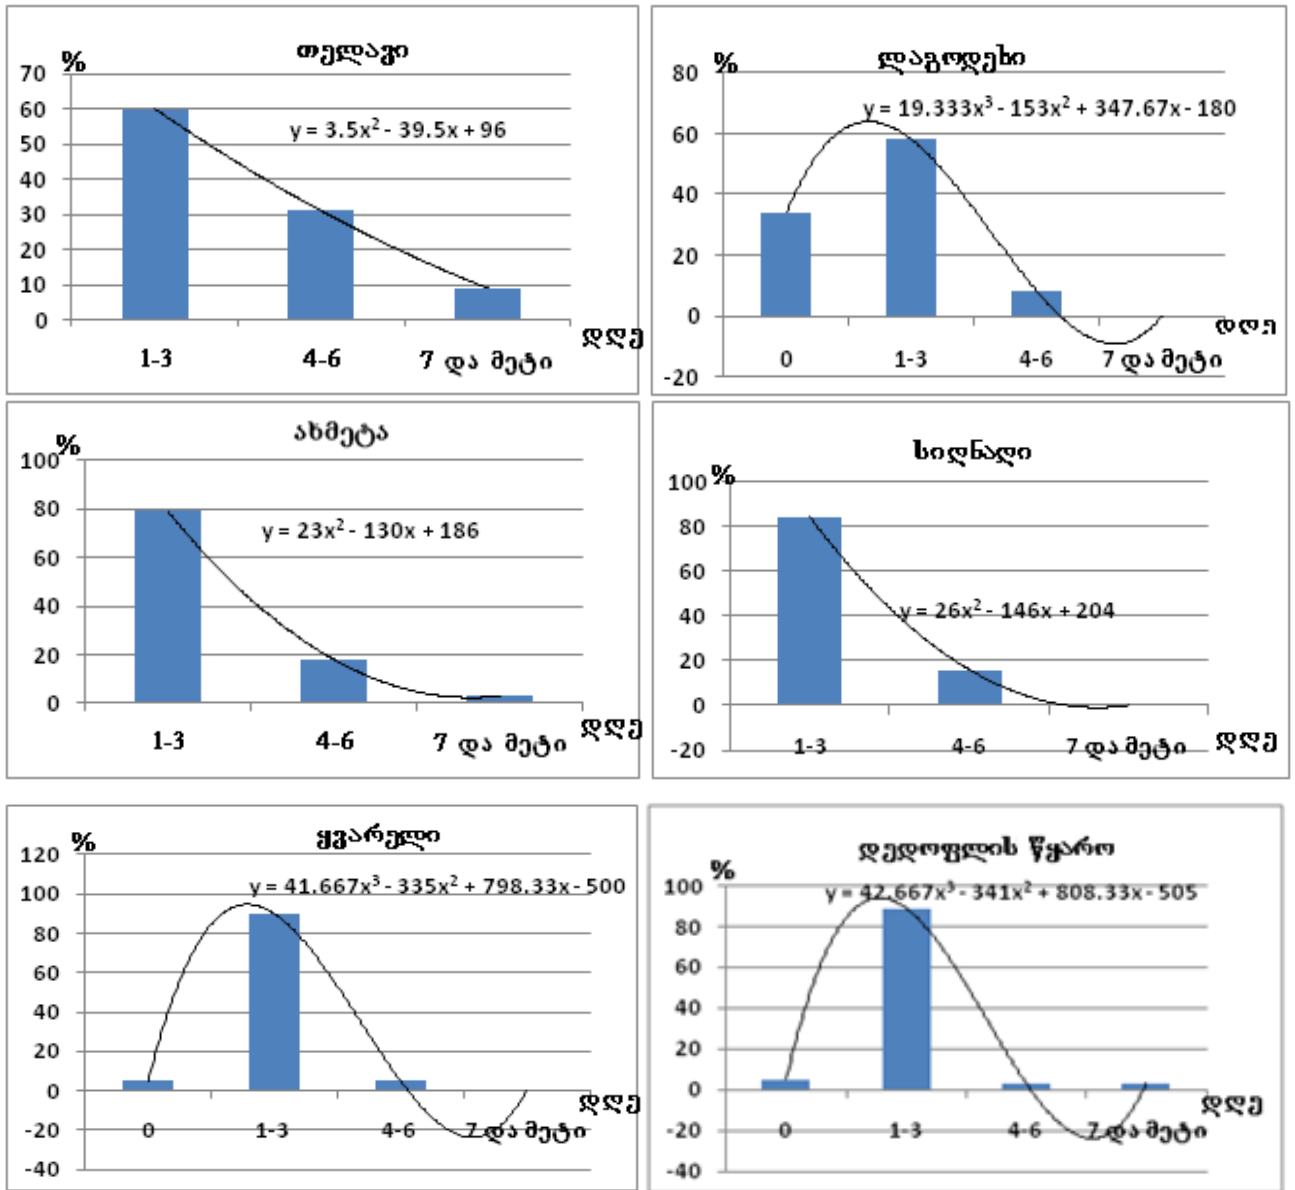 თელავი
%
70
60
50
40
30
20
10
0
y = 3.5x² - 39.5x + 96
1-3 4-6 7 და მეტი
დღე
ლაგოდეხი
%
80
60
40
20
0
-20
y = 19.333x³ - 153x² + 347.67x - 180
0 1-3 4-6 7 და მეტი
დღე
ახმეტა
%
100
80
60
40
20
0
y = 23x² - 130x + 186
1-3 4-6 7 და მეტი
დღე
სიღნაღი
%
100
80
60
40
20
0
-20
y = 26x² - 146x + 204
1-3 4-6 7 და მეტი
დღე
ყვარელი
%
120
100
80
60
40
20
0
-20
-40
y = 41.667x³ - 335x² + 798.33x - 500
0 1-3 4-6 7 და მეტი
დღე
დედოფლის წყარო
%
100
80
60
40
20
0
-20
-40
y = 42.667x³ - 341x² + 808.33x - 505
0 1-3 4-6 7 და მეტი
დღე